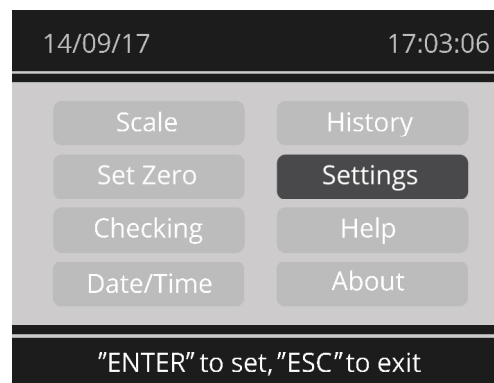 14/09/17 17:03:06
Scale History
Set Zero Settings
Checking Help
Date/Time About
"ENTER" to set,"ESC" to exit